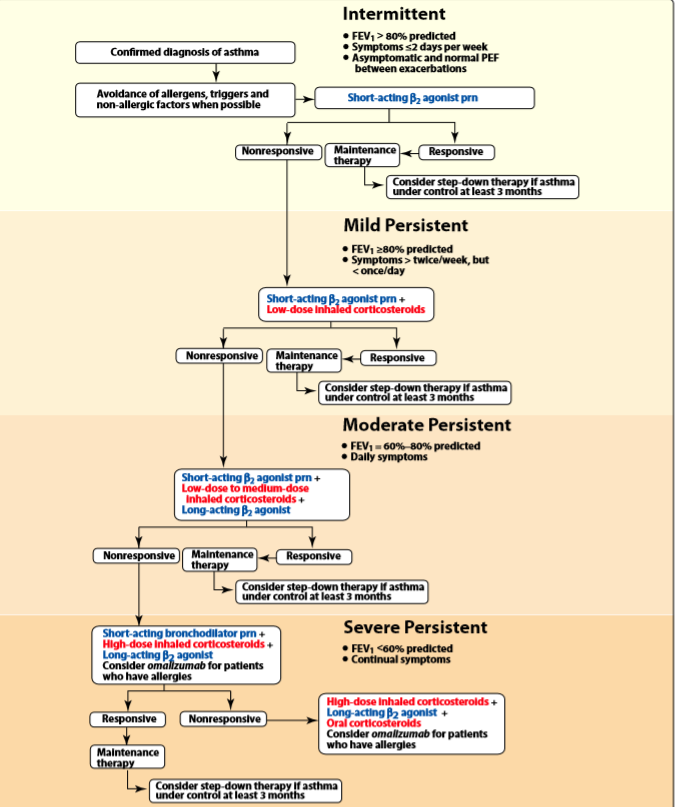 Intermittent
• FEV₁ > 80% predicted
• Symptoms ≤2 days per week
• Asymptomatic and normal PEF
between exacerbations
Confirmed diagnosis of asthma
Avoidance of allergens, triggers and
non-allergic factors when possible
Short-acting β₂ agonist prn
Nonresponsive
Maintenance
therapy
Responsive
Consider step-down therapy if asthma
under control at least 3 months
Mild Persistent
• FEV₁ ≥80% predicted
• Symptoms > twice/week, but
< once/day
Short-acting β₂ agonist prn +
Low-dose inhaled corticosteroids
Nonresponsive
Maintenance
therapy
Responsive
Consider step-down therapy if asthma
under control at least 3 months
Moderate Persistent
• FEV₁ = 60%–80% predicted
• Daily symptoms
Short-acting β₂ agonist prn +
Low-dose to medium-dose
inhaled corticosteroids +
Long-acting β₂ agonist
Nonresponsive
Maintenance
therapy
Responsive
Consider step-down therapy if asthma
under control at least 3 months
Severe Persistent
• FEV₁ <60% predicted
• Continual symptoms
Short-acting bronchodilator prn +
High-dose inhaled corticosteroids +
Long-acting β₂ agonist
Consider omalizumab for patients
who have allergies
Responsive
Nonresponsive
High-dose inhaled corticosteroids +
Long-acting β₂ agonist +
Oral corticosteroids
Consider omalizumab for patients
who have allergies
Maintenance
therapy
Consider step-down therapy if asthma
under control at least 3 months